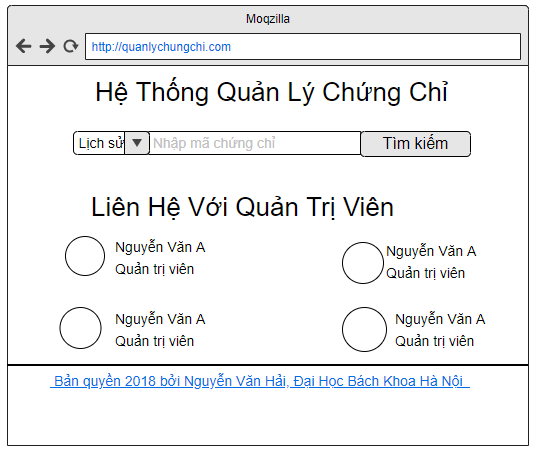 Moqzilla
http://quanlychungchi.com
Hệ Thống Quản Lý Chứng Chỉ
Lịch sử Nhập mã chứng chỉ Tìm kiếm
Liên Hệ Với Quản Trị Viên
Nguyễn Văn A
Quản trị viên
Nguyễn Văn A
Quản trị viên
Nguyễn Văn A
Quản trị viên
Nguyễn Văn A
Quản trị viên
Bản quyền 2018 bởi Nguyễn Văn Hải, Đại Học Bách Khoa Hà Nội